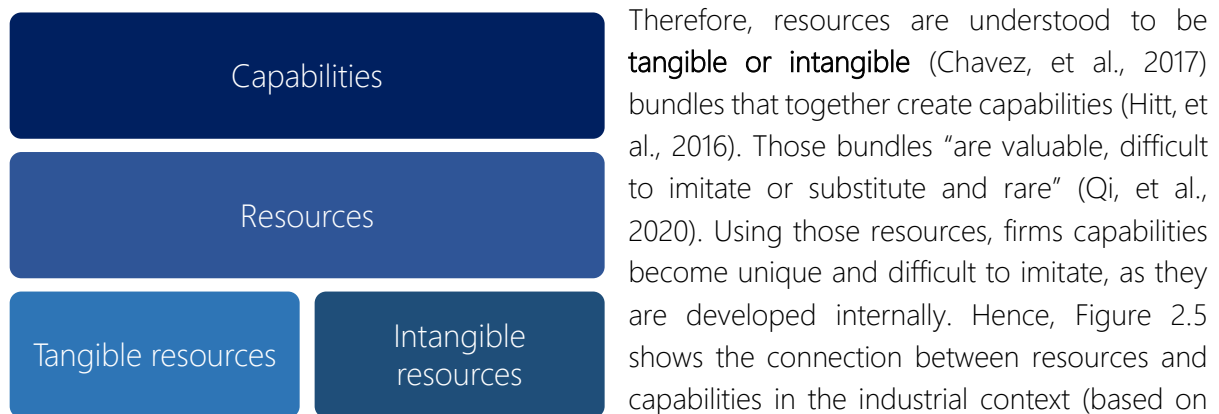 Capabilities
Resources
Tangible resources
Intangible
resources
Therefore, resources are understood to be
tangible or intangible (Chavez, et al., 2017)
bundles that together create capabilities (Hitt, et
al., 2016). Those bundles “are valuable, difficult
to imitate or substitute and rare” (Qi, et al.,
2020). Using those resources, firms capabilities
become unique and difficult to imitate, as they
are developed internally. Hence, Figure 2.5
shows the connection between resources and
capabilities in the industrial context (based on